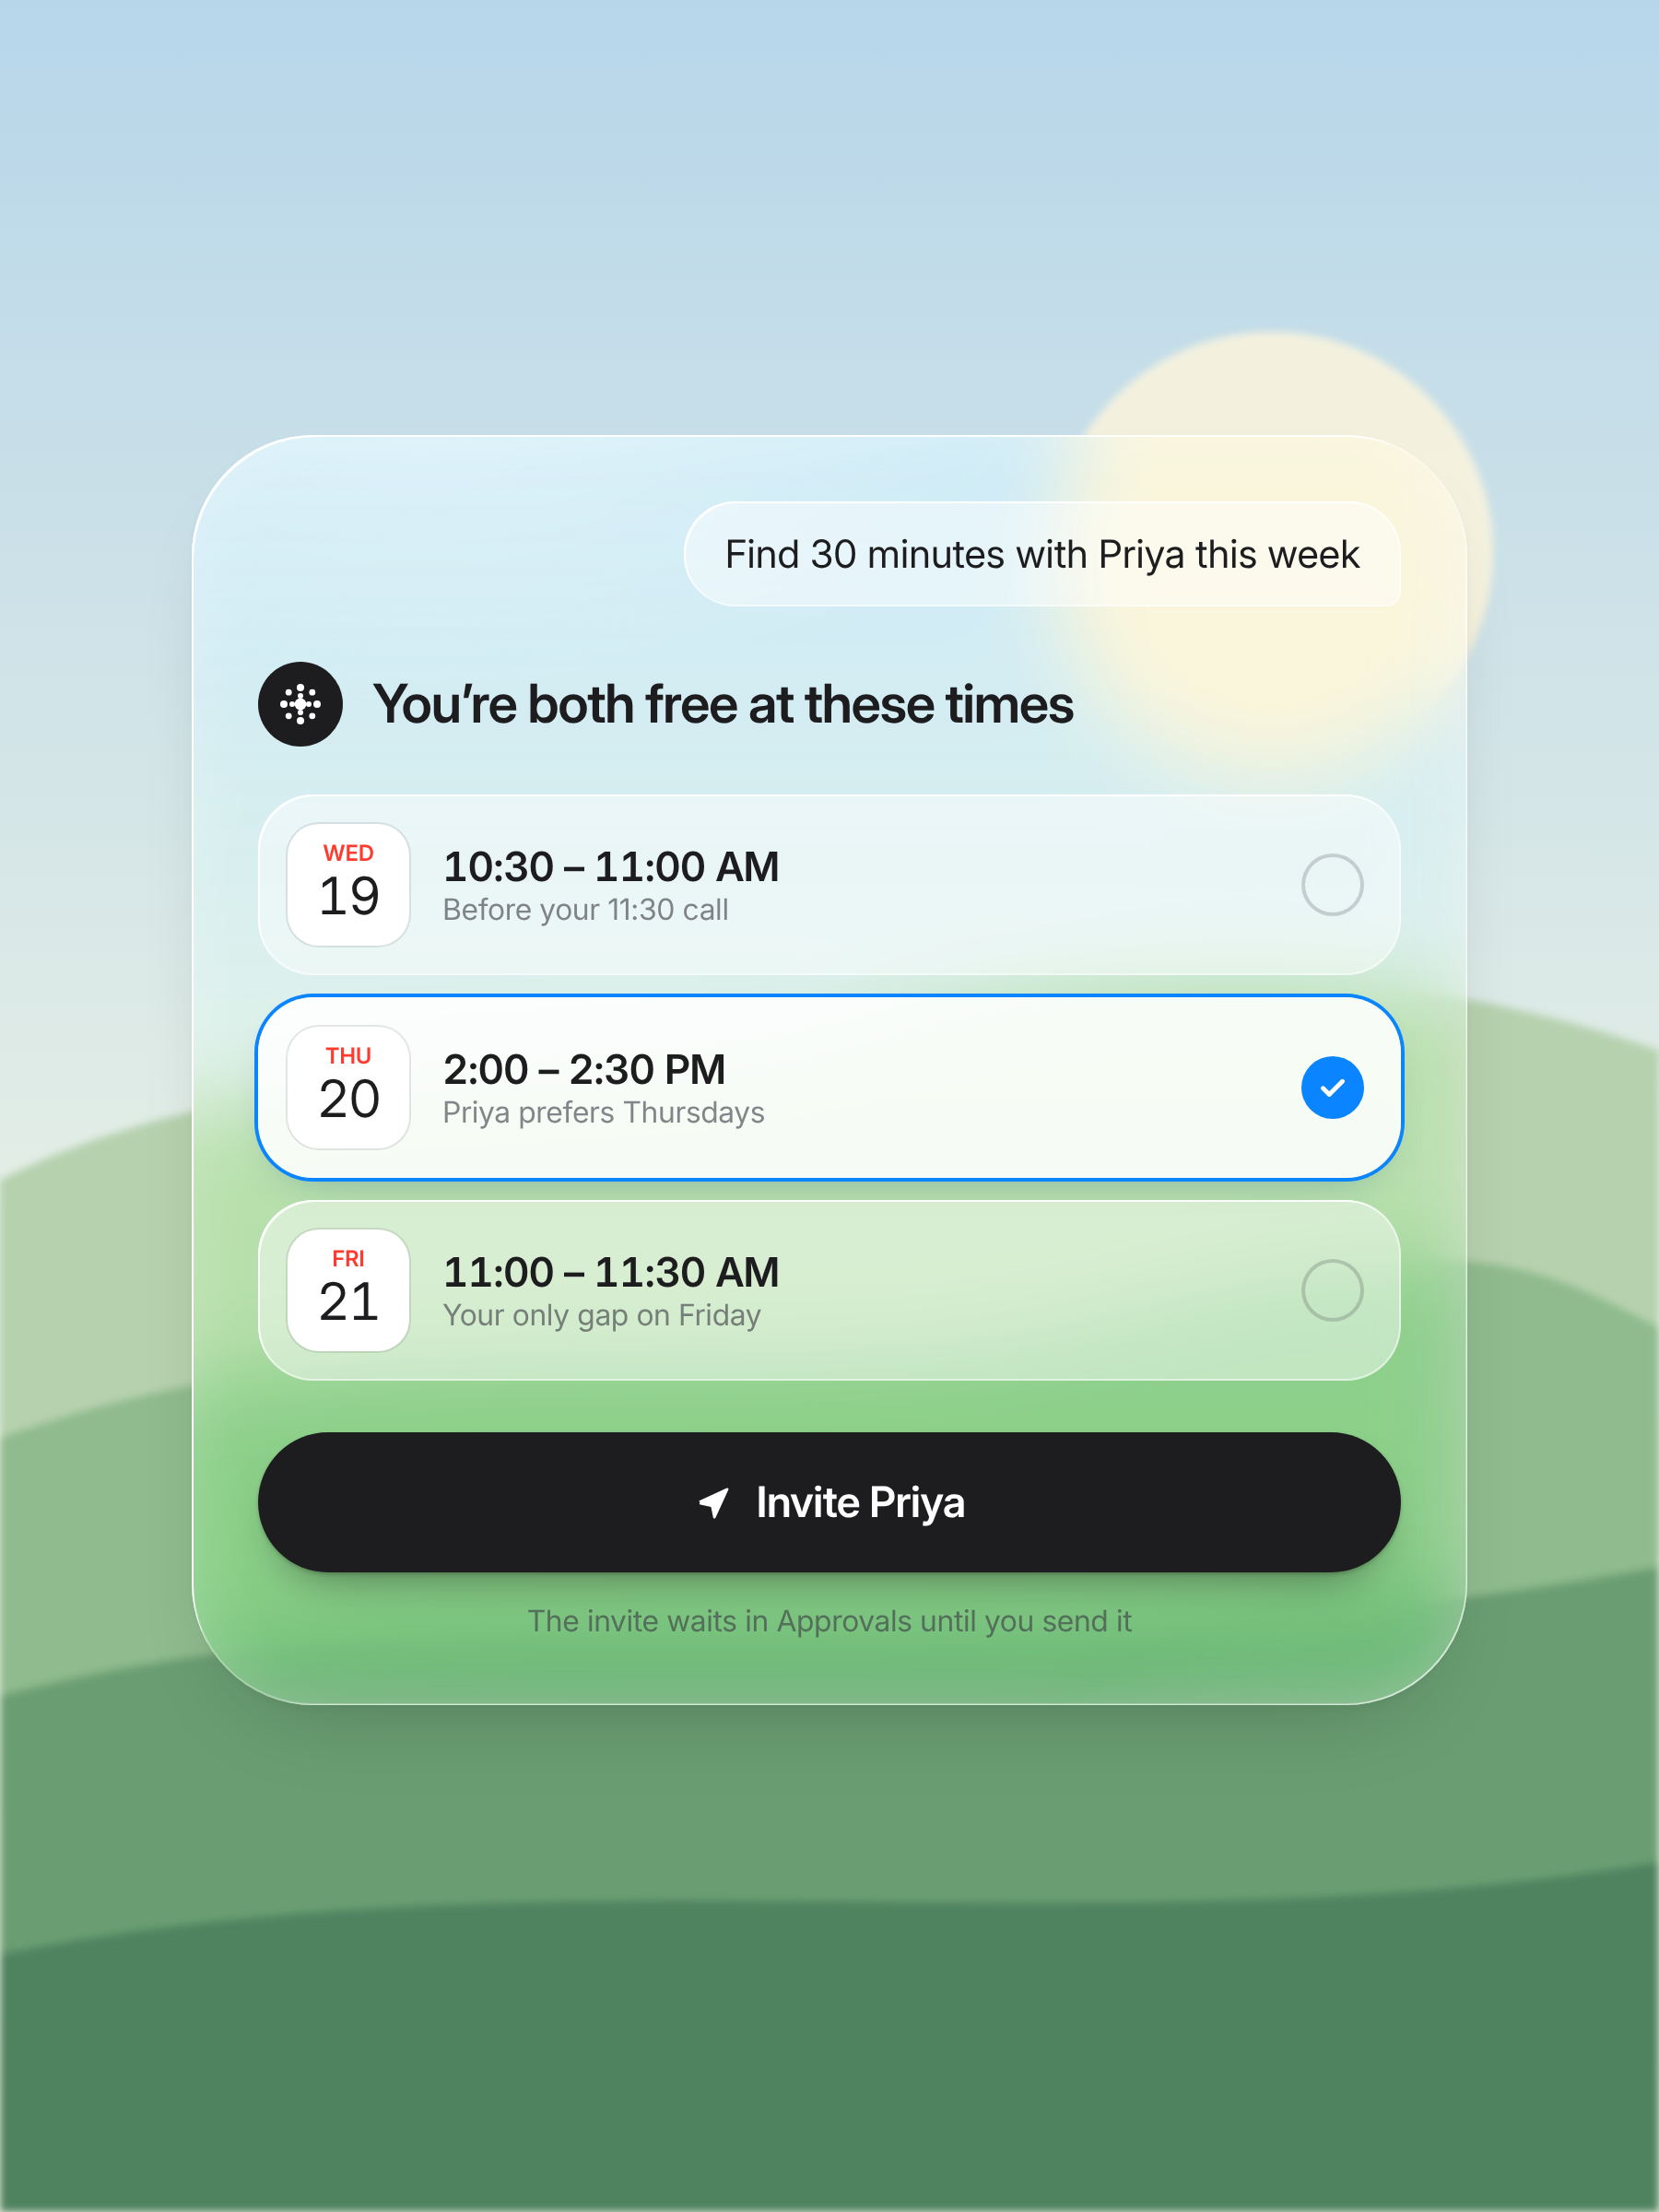 Find 30 minutes with Priya this week
You’re both free at these times
WED
19
10:30 – 11:00 AM
Before your 11:30 call
THU
20
2:00 – 2:30 PM
Priya prefers Thursdays
FRI
21
11:00 – 11:30 AM
Your only gap on Friday
Invite Priya
The invite waits in Approvals until you send it